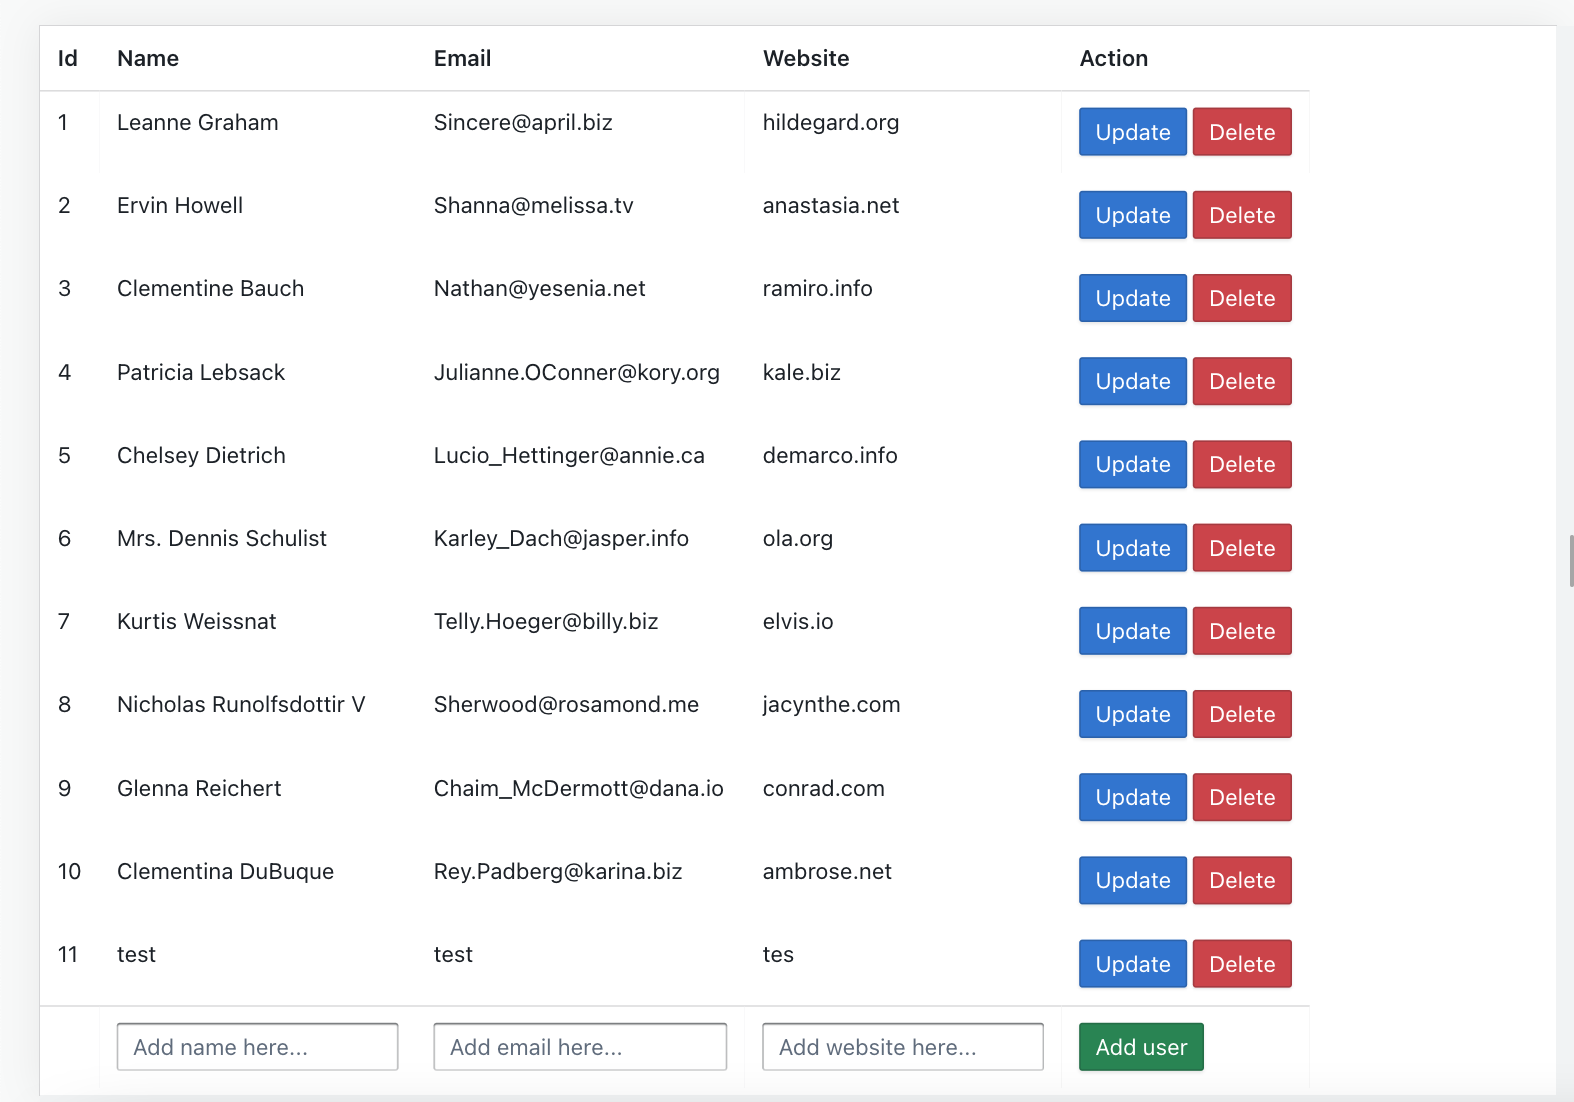 Id Name Email Website Action
1 Leanne Graham Sincere@april.biz hildegard.org Update Delete
2 Ervin Howell Shanna@melissa.tv anastasia.net Update Delete
3 Clementine Bauch Nathan@yesenia.net ramiro.info Update Delete
4 Patricia Lebsack Julianne.OConner@kory.org kale.biz Update Delete
5 Chelsey Dietrich Lucio_Hettinger@annie.ca demarco.info Update Delete
6 Mrs. Dennis Schulist Karley_Dach@jasper.info ola.org Update Delete
7 Kurtis Weissnat Telly.Hoeger@billy.biz elvis.io Update Delete
8 Nicholas Runolfsdottir V Sherwood@rosamond.me jacynthe.com Update Delete
9 Glenna Reichert Chaim_McDermott@dana.io conrad.com Update Delete
10 Clementina DuBuque Rey.Padberg@karina.biz ambrose.net Update Delete
11 test test tes Update Delete
Add name here... Add email here... Add website here... Add user